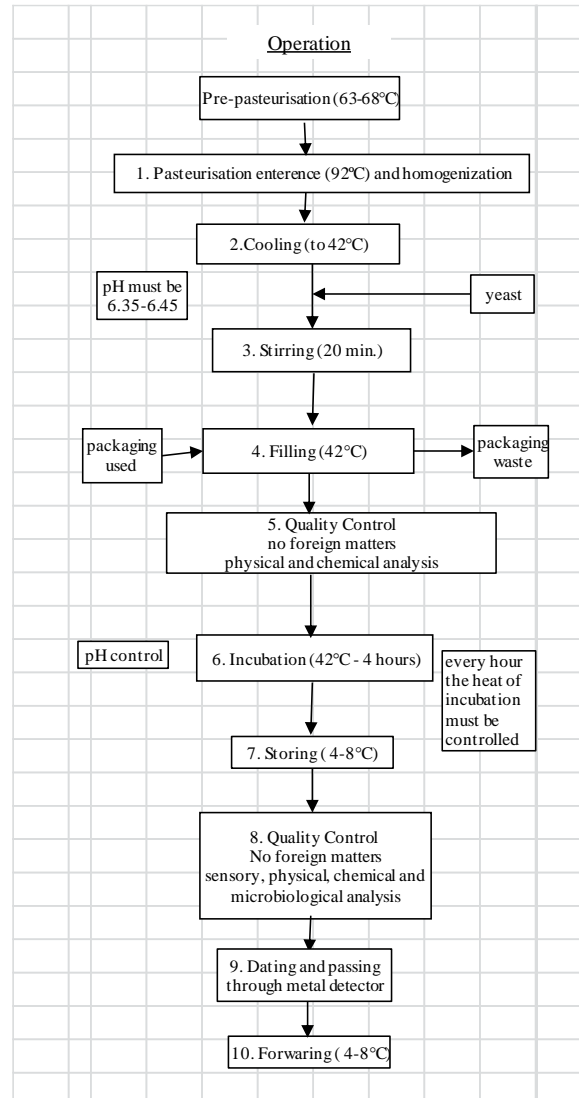 Operation
Pre-pasteurisation (63-68°C)
1. Pasteurisation enterence (92°C) and homogenization
2.Cooling (to 42°C)
pH must be
6.35-6.45
yeast
3. Stirring (20 min.)
packaging
used
4. Filling (42°C)
packaging
waste
5. Quality Control
no foreign matters
physical and chemical analysis
pH control
6. Incubation (42°C - 4 hours)
every hour
the heat of
incubation
must be
controlled
7. Storing ( 4-8°C)
8. Quality Control
No foreign matters
sensory, physical, chemical and
microbiological analysis
9. Dating and passing
through metal detector
10. Forwaring ( 4-8°C)